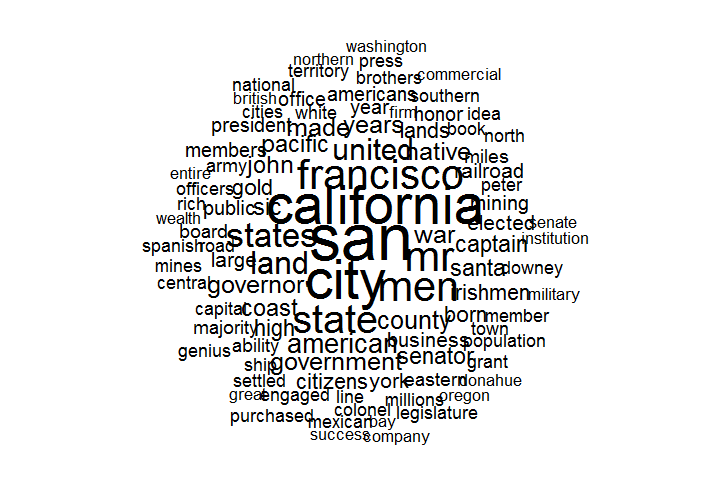 washington
northern press
territory brothers commercial
national
british office americans southern
cities white year firm honor idea
president made years lands book north
members pacific united native miles
entire army john francisco railroad peter
officers gold california mining
rich public sic elected senate
wealth
board states san war captain institution
spanish road
mines large land mr santa downey
central governor city men irishmen military
capital coast state county born member
majority high town
genius ability american business population
ship government senator grant
settled citizens york eastern donahue
great engaged line millions oregon
purchased colonel legislature
mexican bay
success company